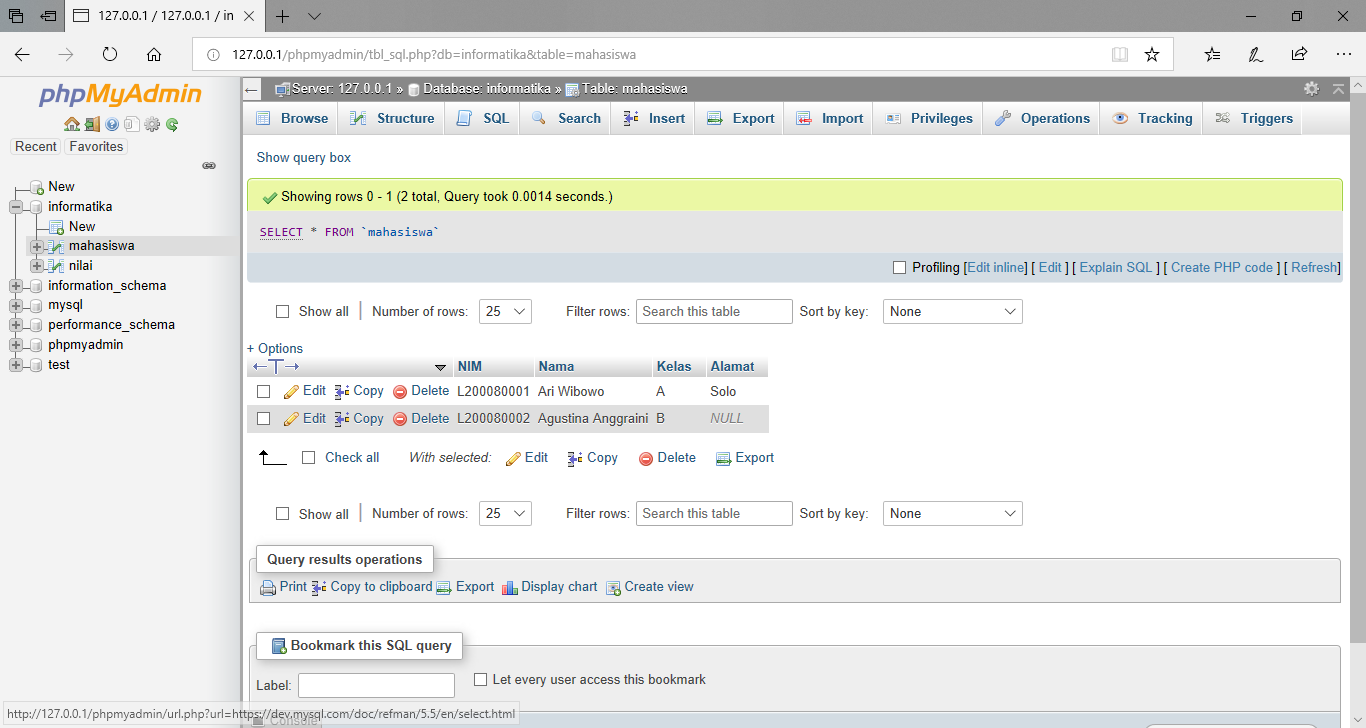 127.0.0.1 / 127.0.0.1 / in
127.0.0.1/phpmyadmin/tbl_sql.php?db=informatika&table=mahasiswa
phpMyAdmin
Recent Favorites
New
informatika
New
mahasiswa
nilai
information_schema
mysql
performance_schema
phpmyadmin
test
Server: 127.0.0.1 » Database: informatika » Table: mahasiswa
Browse Structure SQL Search Insert Export Import Privileges Operations Tracking Triggers
Show query box
Showing rows 0 - 1 (2 total, Query took 0.0014 seconds.)
SELECT * FROM `mahasiswa`
Profiling [Edit inline] [ Edit ] [ Explain SQL ] [ Create PHP code ] [ Refresh]
Show all | Number of rows: 25 Filter rows: Search this table Sort by key: None
+ Options
←T→ NIM Nama Kelas Alamat
Edit Copy Delete L200080001 Ari Wibowo A Solo
Edit Copy Delete L200080002 Agustina Anggraini B NULL
Check all With selected: Edit Copy Delete Export
Show all | Number of rows: 25 Filter rows: Search this table Sort by key: None
Query results operations
Print Copy to clipboard Export Display chart Create view
Bookmark this SQL query
Label: Let every user access this bookmark
http://127.0.0.1/phpmyadmin/url.php?url=https://dev.mysql.com/doc/refman/5.5/en/select.html
Console